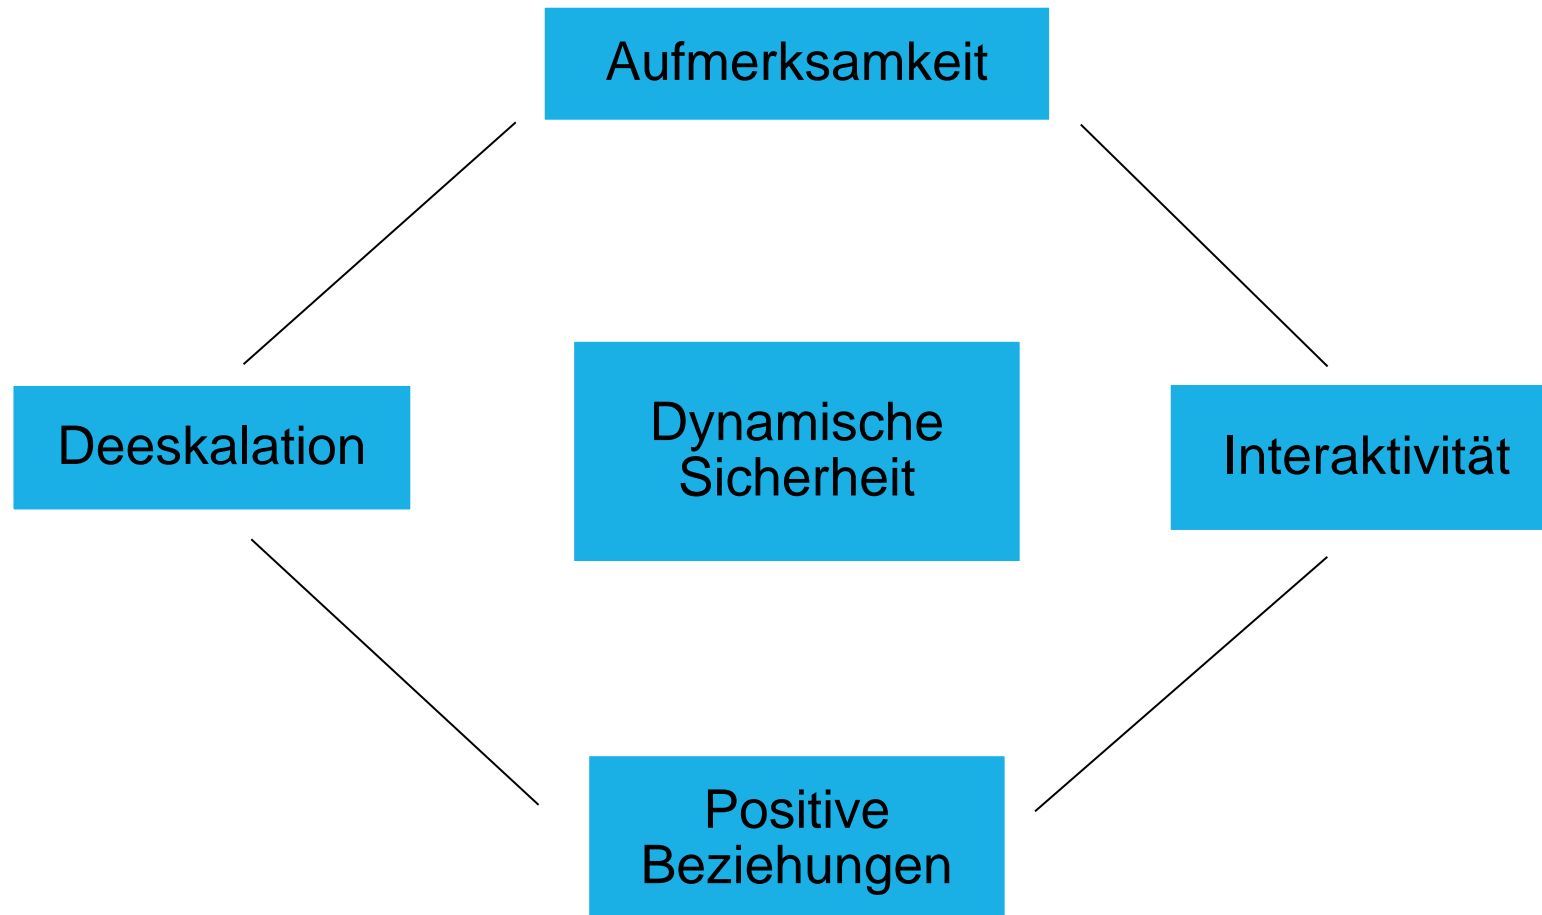 Aufmerksamkeit
Deeskalation
Dynamische
Sicherheit
Interaktivität
Positive
Beziehungen